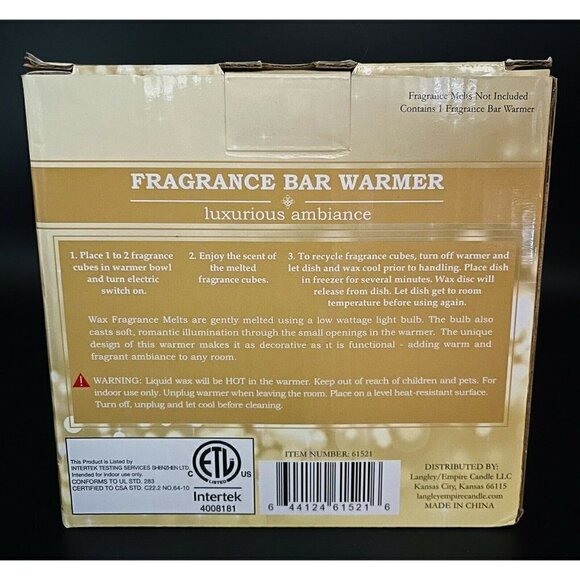 Fragrance Melts Not Included
Contains 1 Fragrance Bar Warmer
FRAGRANCE BAR WARMER
luxurious ambiance
1. Place 1 to 2 fragrance
cubes in warmer bowl
and turn electric
switch on.
2. Enjoy the scent of
the melted
fragrance cubes.
3. To recycle fragrance cubes, turn off warmer and
let dish and wax cool prior to handling. Place dish
in freezer for several minutes. Wax disc will
release from dish. Let dish get to room
temperature before using again.
Wax Fragrance Melts are gently melted using a low wattage light bulb. The bulb also
casts soft, romantic illumination through the small openings in the warmer. The unique
design of this warmer makes it as decorative as it is functional - adding warm and
fragrant ambiance to any room.
WARNING: Liquid wax will be HOT in the warmer. Keep out of reach of children and pets. For
indoor use only. Unplug warmer when leaving the room. Place on a level heat-resistant surface.
Turn off, unplug and let cool before cleaning.
This Product is Listed by
INTERTEK TESTING SERVICES SHENZHEN LTD.
Intended for indoor use only.
CONFORMS TO UL STD. 283
CERTIFIED TO CSA STD. C22.2 NO.64-10
C ETL US
LISTED
Intertek
4008181
ITEM NUMBER: 61521
6 44124 61521 6
DISTRIBUTED BY:
Langley/Empire Candle LLC
Kansas City, Kansas 66115
langleyempirecandle.com
MADE IN CHINA